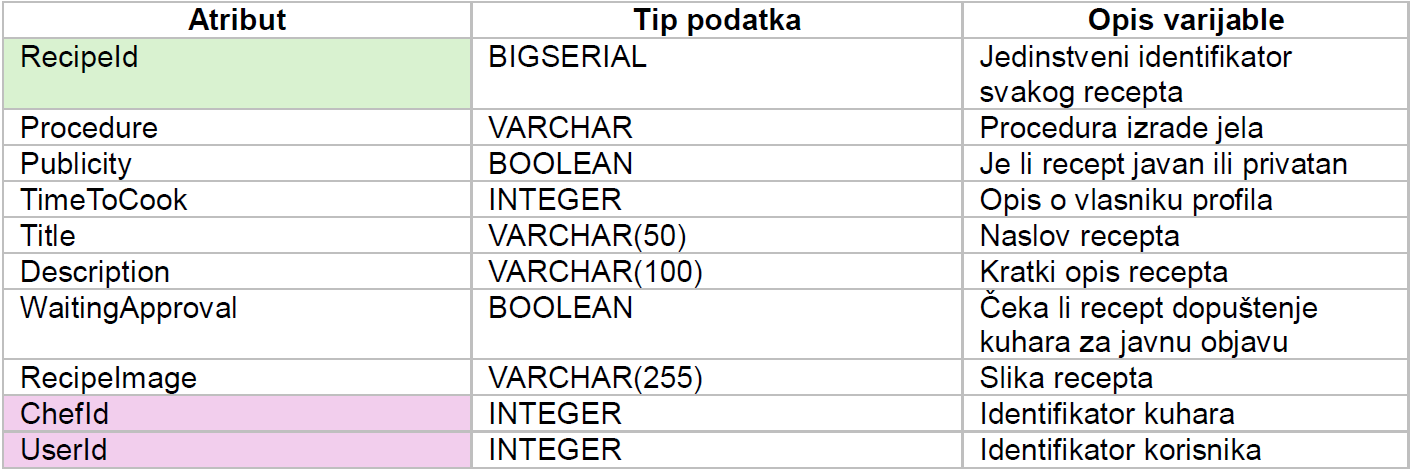 Atribut Tip podatka Opis varijable
RecipeId BIGSERIAL Jedinstveni identifikator
svakog recepta
Procedure VARCHAR Procedura izrade jela
Publicity BOOLEAN Je li recept javan ili privatan
TimeToCook INTEGER Opis o vlasniku profila
Title VARCHAR(50) Naslov recepta
Description VARCHAR(100) Kratki opis recepta
WaitingApproval BOOLEAN Čeka li recept dopuštenje
kuhara za javnu objavu
RecipeImage VARCHAR(255) Slika recepta
ChefId INTEGER Identifikator kuhara
UserId INTEGER Identifikator korisnika